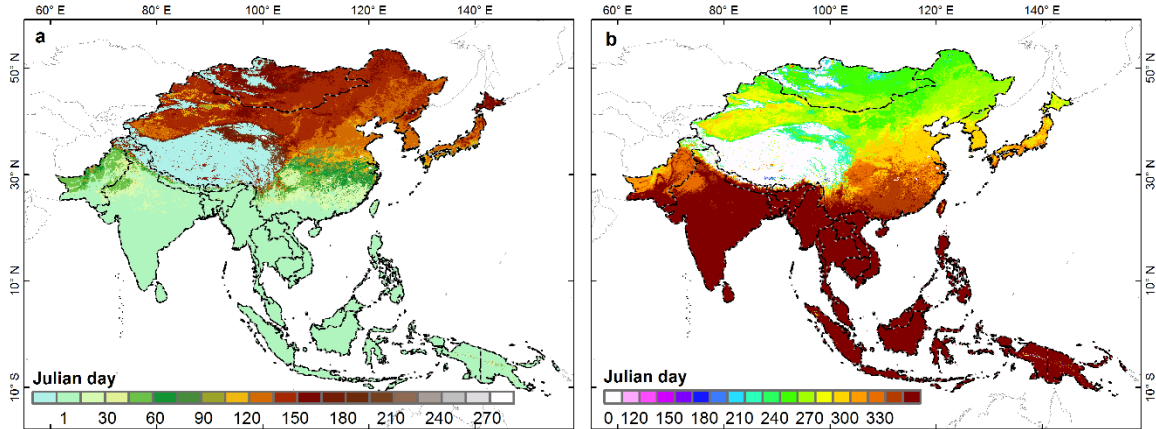 60° E 80° E 100° E 120° E 140° E
a
50° N
30° N
10° N
10° S
Julian day
1 30 60 90 120 150 180 210 240 270
60° E 80° E 100° E 120° E 140° E
b
50° N
30° N
10° N
10° S
Julian day
0 120 150 180 210 240 270 300 330